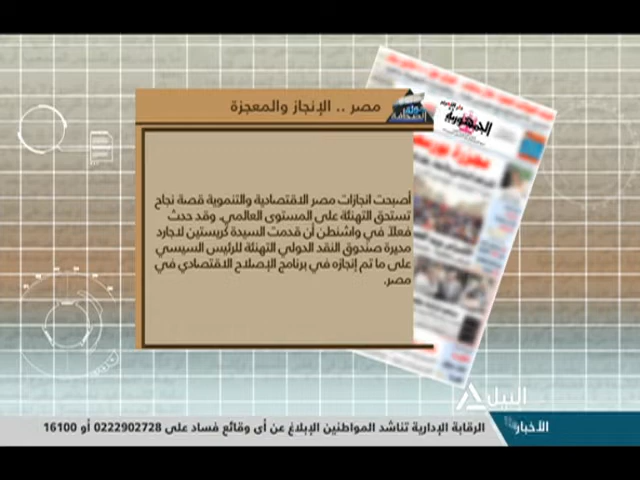 مصر .. الإنجاز والمعجزة
الجمهورية
أصبحت انجازات مصر الاقتصادية والتنموية قصة نجاح
تستحق التهنئة على المستوى العالمي. وقد حدث
فعلاً في واشنطن أن قدمت السيدة كريستين لاجارد
مديرة صندوق النقد الدولي التهنئة للرئيس السيسي
على ما تم إنجازه في برنامج الإصلاح الاقتصادي في
مصر.
النيل
الأخبار
الرقابة الإدارية تناشد المواطنين الإبلاغ عن أى وقائع فساد على 0222902728 أو 16100